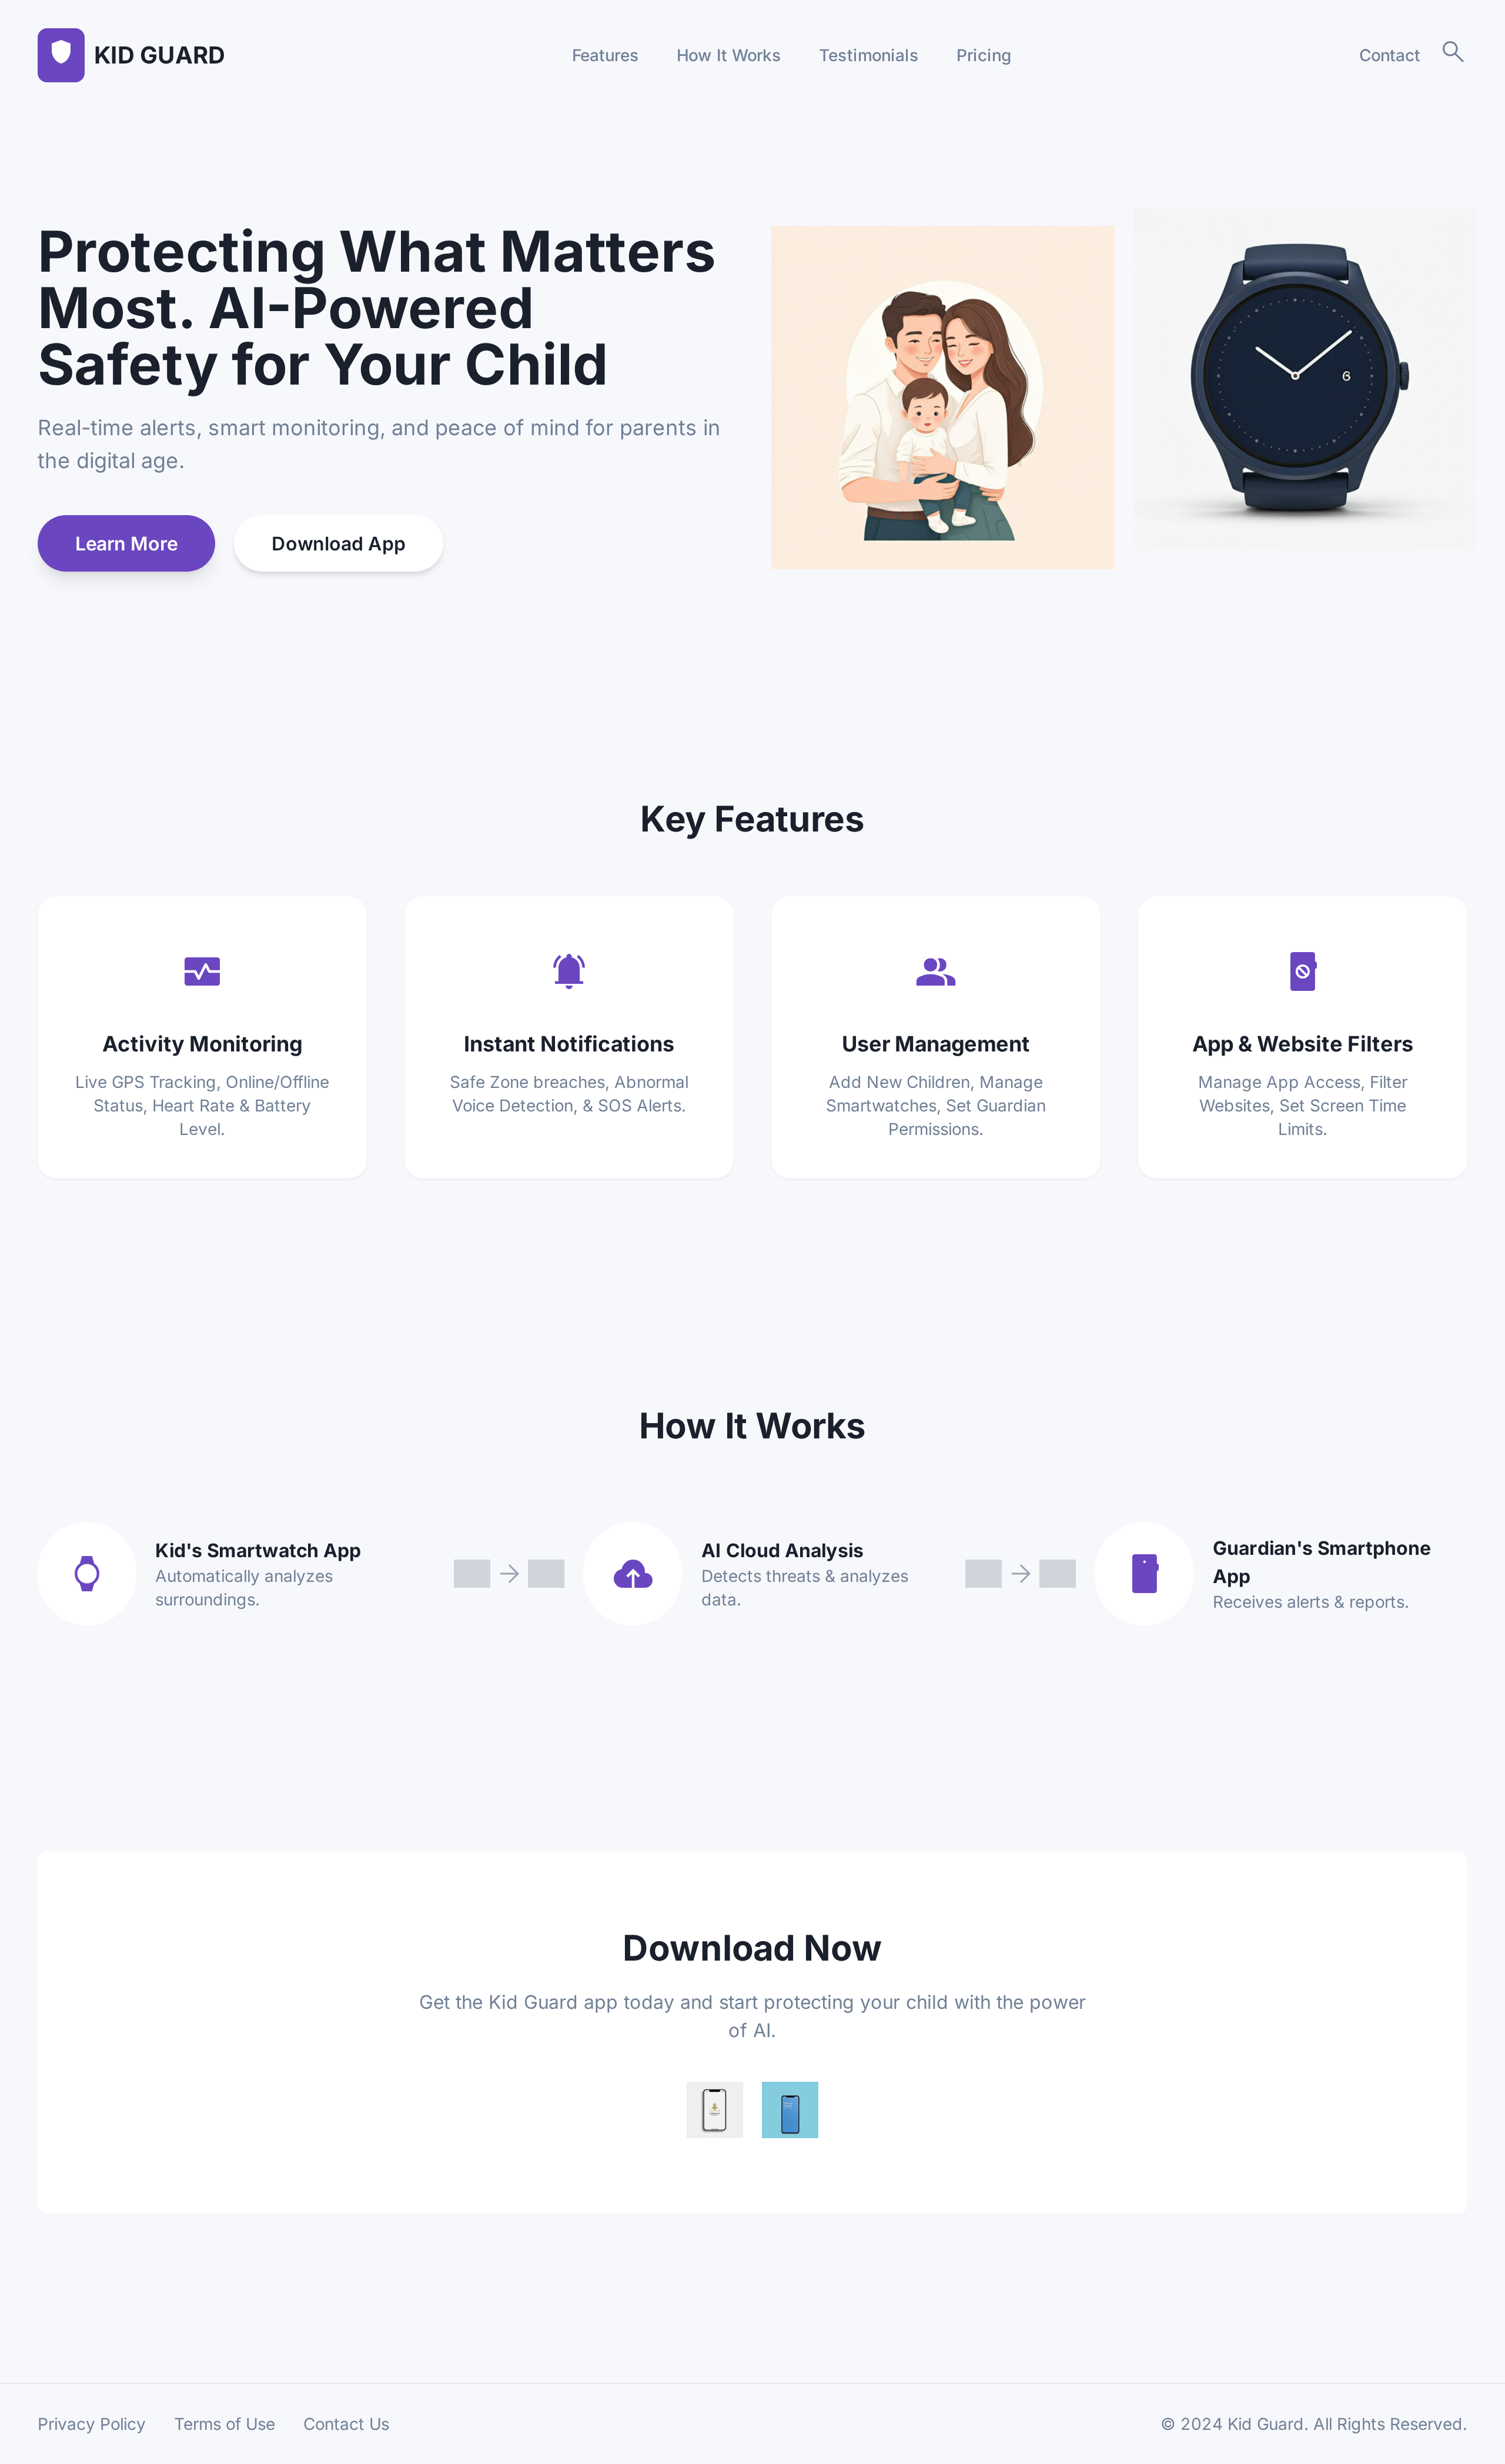 KID GUARD
Features
How It Works
Testimonials
Pricing
Contact
Protecting What Matters
Most. AI-Powered
Safety for Your Child
Real-time alerts, smart monitoring, and peace of mind for parents in
the digital age.
Learn More
Download App
Key Features
Activity Monitoring
Live GPS Tracking, Online/Offline
Status, Heart Rate & Battery
Level.
Instant Notifications
Safe Zone breaches, Abnormal
Voice Detection, & SOS Alerts.
User Management
Add New Children, Manage
Smartwatches, Set Guardian
Permissions.
App & Website Filters
Manage App Access, Filter
Websites, Set Screen Time
Limits.
How It Works
Kid's Smartwatch App
Automatically analyzes
surroundings.
AI Cloud Analysis
Detects threats & analyzes
data.
Guardian's Smartphone
App
Receives alerts & reports.
Download Now
Get the Kid Guard app today and start protecting your child with the power
of AI.
Privacy Policy
Terms of Use
Contact Us
© 2024 Kid Guard. All Rights Reserved.